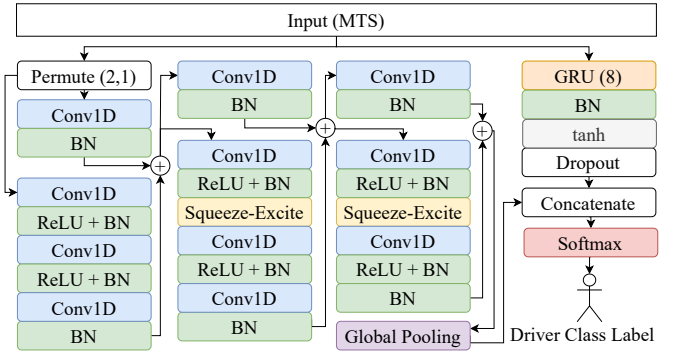 Input (MTS)
Permute (2,1)
Conv1D
BN
+
Conv1D
ReLU + BN
Conv1D
ReLU + BN
Conv1D
BN
Conv1D
BN
+
Conv1D
ReLU + BN
Squeeze-Excite
Conv1D
ReLU + BN
Conv1D
BN
Conv1D
BN
+
Conv1D
ReLU + BN
Squeeze-Excite
Conv1D
ReLU + BN
BN
Global Pooling
GRU (8)
BN
tanh
Dropout
Concatenate
Softmax
Driver Class Label